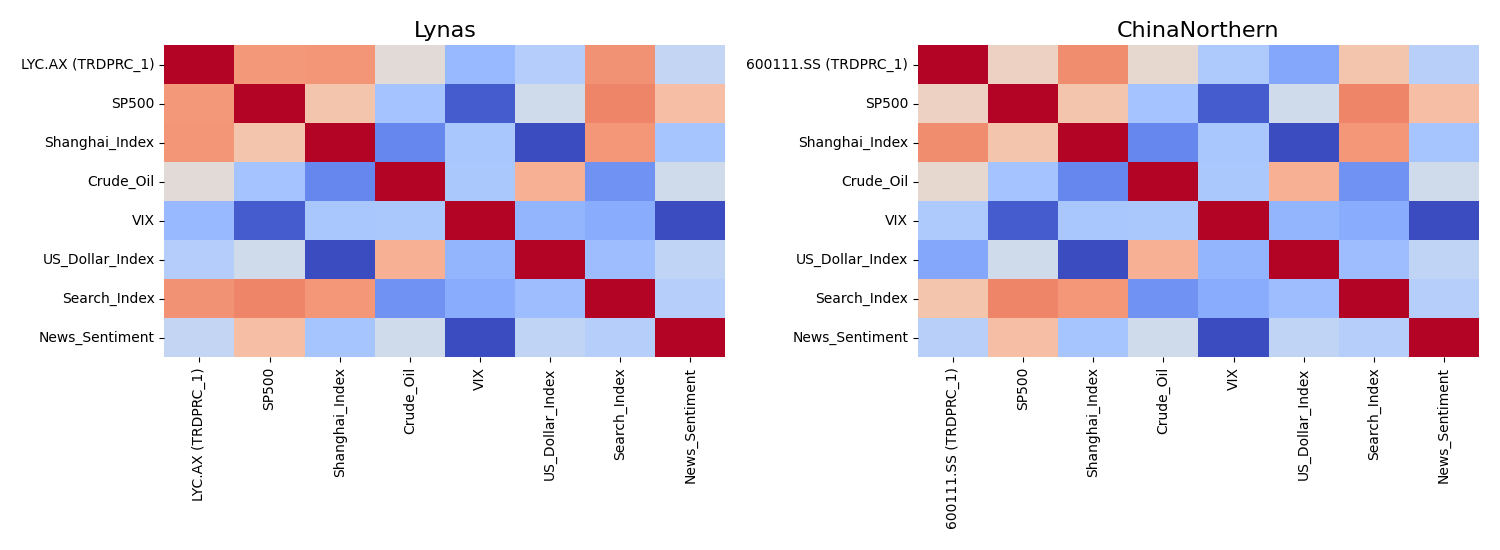 Lynas
LYC.AX (TRDPRC_1)
SP500
Shanghai_Index
Crude_Oil
VIX
US_Dollar_Index
Search_Index
News_Sentiment
LYC.AX (TRDPRC_1)
SP500
Shanghai_Index
Crude_Oil
VIX
US_Dollar_Index
Search_Index
News_Sentiment
ChinaNorthern
600111.SS (TRDPRC_1)
SP500
Shanghai_Index
Crude_Oil
VIX
US_Dollar_Index
Search_Index
News_Sentiment
600111.SS (TRDPRC_1)
SP500
Shanghai_Index
Crude_Oil
VIX
US_Dollar_Index
Search_Index
News_Sentiment